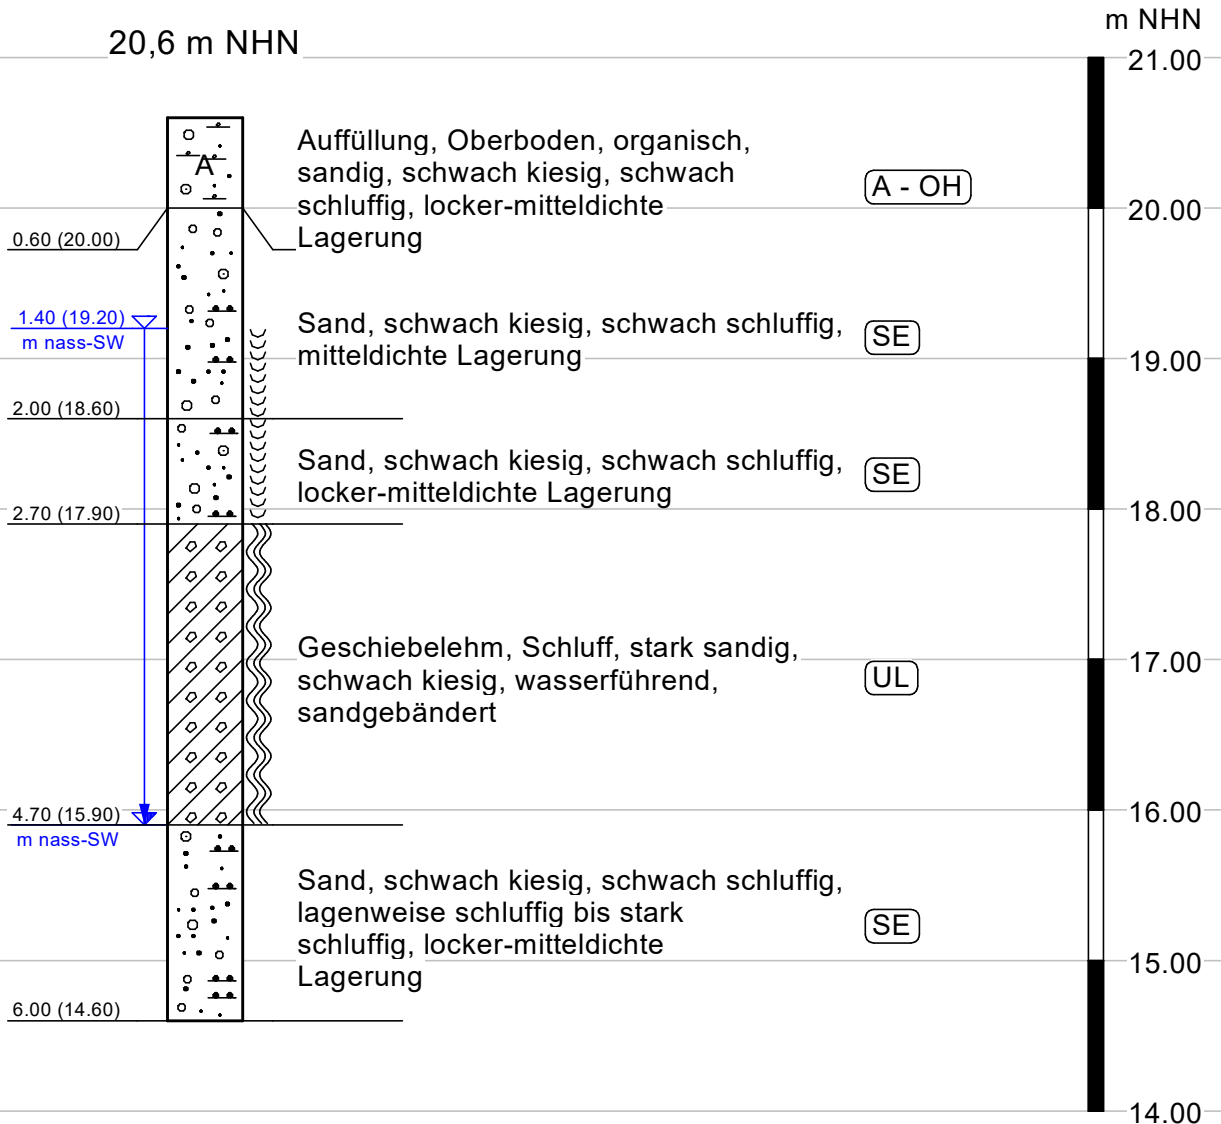 m NHN
20,6 m NHN
21.00
A
Auffüllung, Oberboden, organisch,
sandig, schwach kiesig, schwach
schluffig, locker-mitteldichte
Lagerung
A - OH
20.00
0.60 (20.00)
1.40 (19.20)
m nass-SW
Sand, schwach kiesig, schwach schluffig,
mitteldichte Lagerung
SE
19.00
2.00 (18.60)
Sand, schwach kiesig, schwach schluffig,
locker-mitteldichte Lagerung
SE
18.00
2.70 (17.90)
Geschiebelehm, Schluff, stark sandig,
schwach kiesig, wasserführend,
sandgebändert
UL
17.00
16.00
4.70 (15.90)
m nass-SW
Sand, schwach kiesig, schwach schluffig,
lagenweise schluffig bis stark
schluffig, locker-mitteldichte
Lagerung
SE
15.00
6.00 (14.60)
14.00